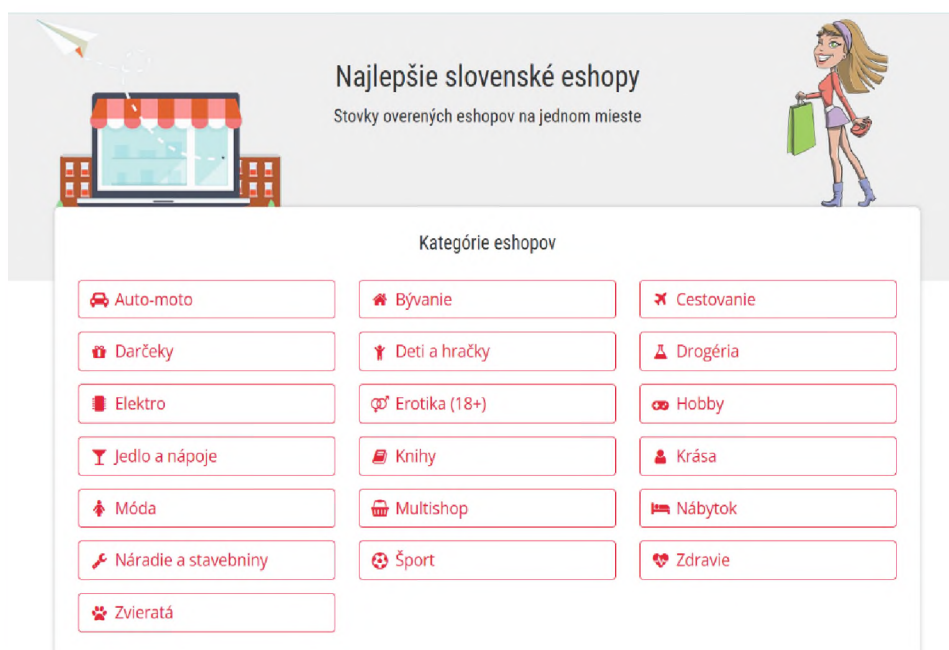 Najlepšie slovenské eshopy
Stovky overených eshopov na jednom mieste
Kategórie eshopov
Auto-moto
Bývanie
Cestovanie
Darčeky
Deti a hračky
Drogéria
Elektro
Erotika (18+)
Hobby
Jedlo a nápoje
Knihy
Krása
Móda
Multishop
Nábytok
Náradie a stavebniny
Šport
Zdravie
Zvieratá